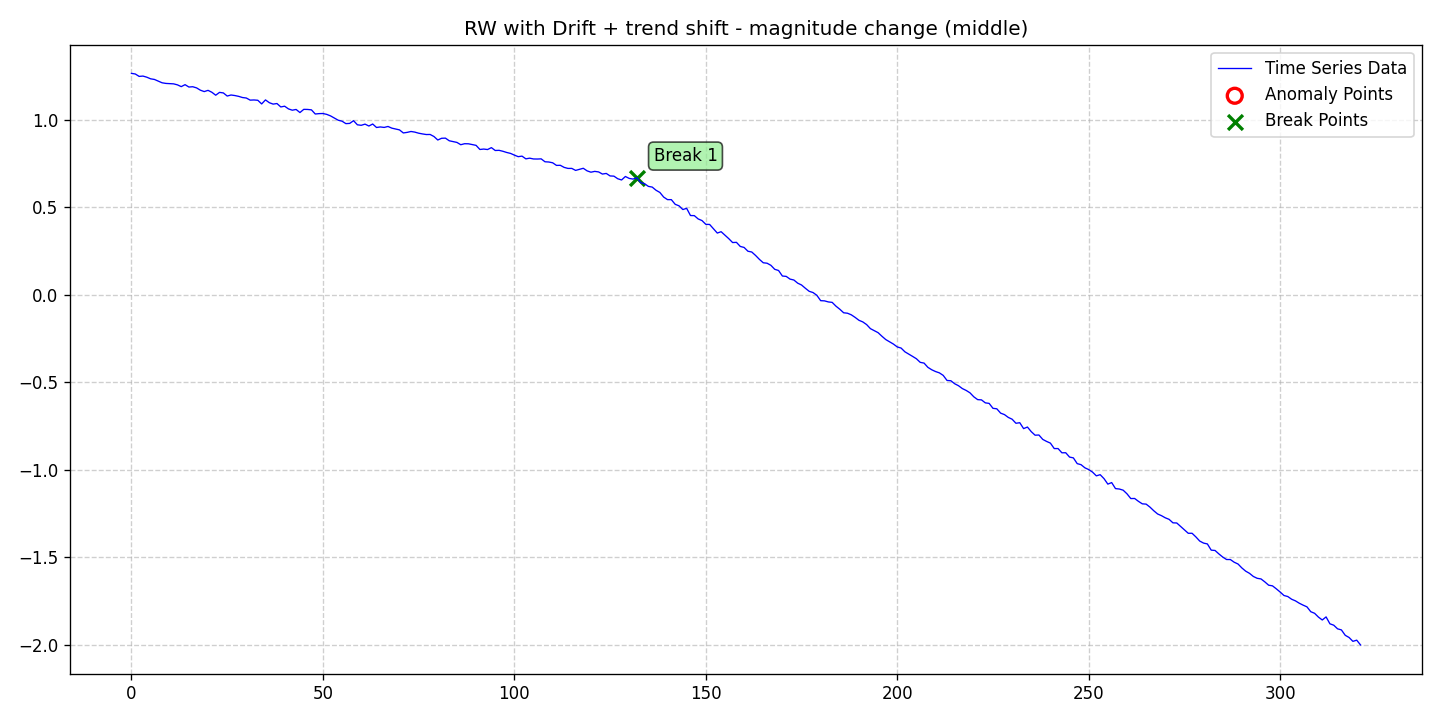 RW with Drift + trend shift - magnitude change (middle)
Time Series Data
Anomaly Points
Break Points
Break 1
1.0
0.5
0.0
−0.5
−1.0
−1.5
−2.0
0 50 100 150 200 250 300